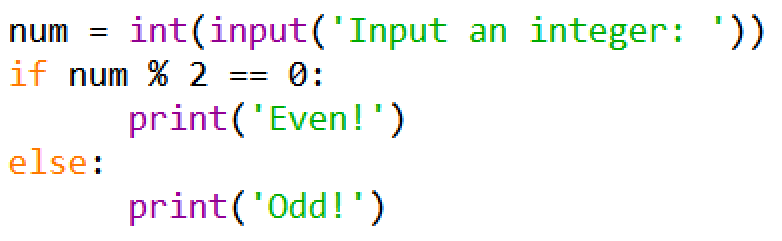 num = int(input('Input an integer: '))
if num % 2 == 0:
      print('Even!')
else:
      print('Odd!')